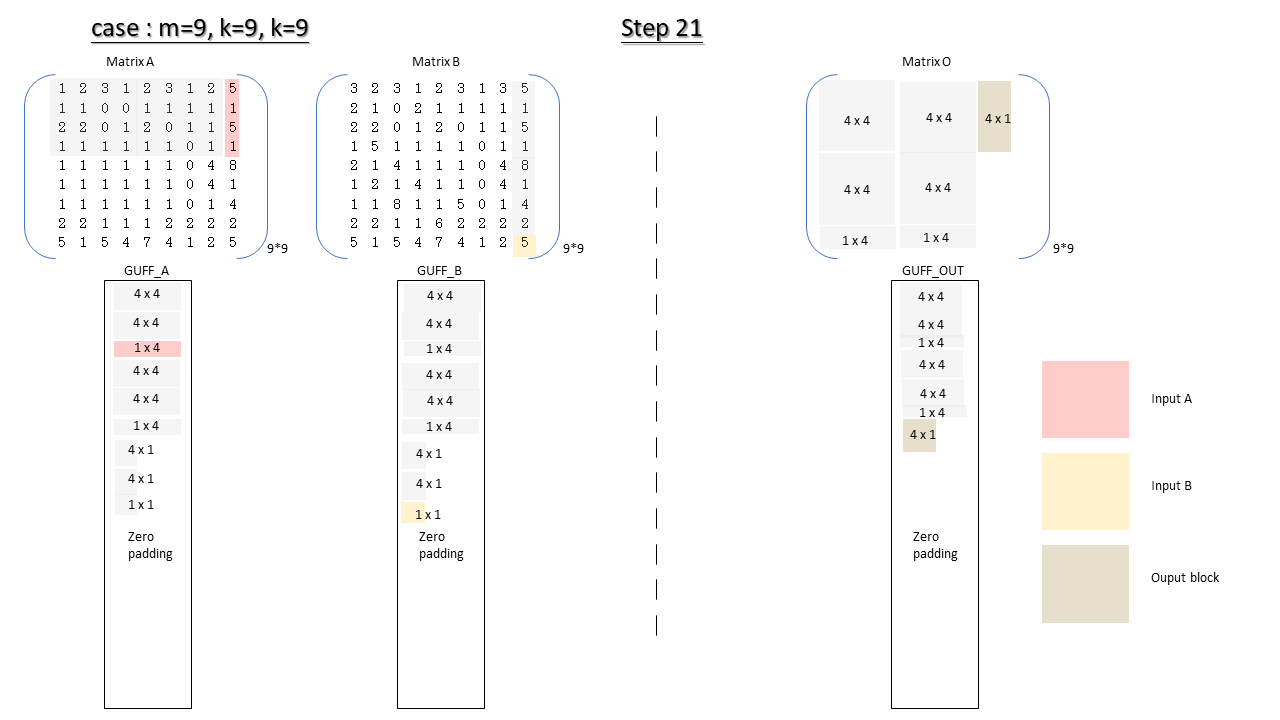 case : m=9, k=9, k=9
Step 21
Matrix A
1 2 3 1 2 3 1 2 5
1 1 0 0 1 1 1 1 1
2 2 0 1 2 0 1 1 5
1 1 1 1 1 1 0 1 1
1 1 1 1 1 1 0 4 8
1 1 1 1 1 1 0 4 1
1 1 1 1 1 1 0 1 4
2 2 1 1 1 2 2 2 2
5 1 5 4 7 4 1 2 5
9*9
Matrix B
3 2 3 1 2 3 1 3 5
2 1 0 2 1 1 1 1 1
2 2 0 1 2 0 1 1 5
1 5 1 1 1 1 0 1 1
2 1 4 1 1 1 0 4 8
1 2 1 4 1 1 0 4 1
1 1 8 1 1 5 0 1 4
2 2 1 1 6 2 2 2 2
5 1 5 4 7 4 1 2 5
9*9
Matrix O
4 x 4 4 x 4 4 x 1
4 x 4 4 x 4
1 x 4 1 x 4
9*9
GUFF_A
4 x 4
4 x 4
1 x 4
4 x 4
4 x 4
1 x 4
4 x 1
4 x 1
1 x 1
Zero
padding
GUFF_B
4 x 4
4 x 4
1 x 4
4 x 4
4 x 4
1 x 4
4 x 1
4 x 1
1 x 1
Zero
padding
GUFF_OUT
4 x 4
4 x 4
1 x 4
4 x 4
4 x 4
1 x 4
4 x 1
Zero
padding
Input A
Input B
Ouput block